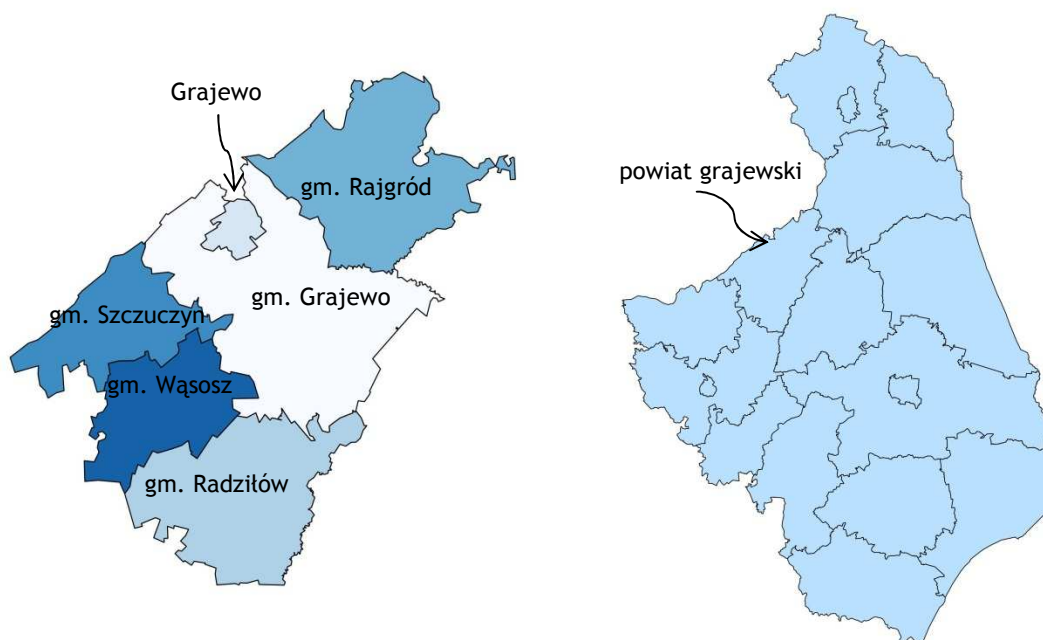 Grajewo
gm. Rajgród
gm. Grajewo
gm. Szczuczyn
gm. Wąsosz
gm. Radziłów
powiat grajewski